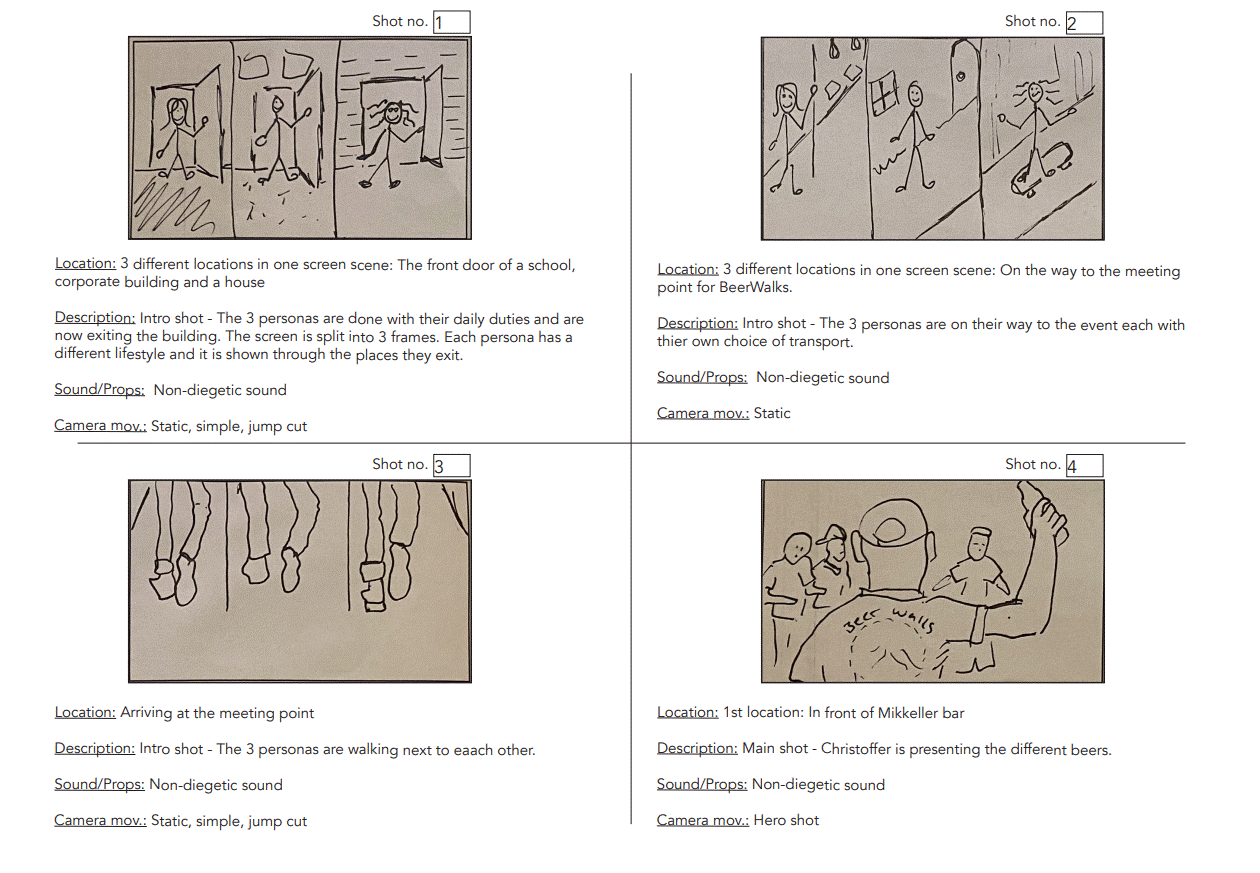 Shot no. 1
Location: 3 different locations in one screen scene: The front door of a school,
corporate building and a house
Description: Intro shot - The 3 personas are done with their daily duties and are
now exiting the building. The screen is split into 3 frames. Each persona has a
different lifestyle and it is shown through the places they exit.
Sound/Props: Non-diegetic sound
Camera mov.: Static, simple, jump cut
Shot no. 2
Location: 3 different locations in one screen scene: On the way to the meeting
point for BeerWalks.
Description: Intro shot - The 3 personas are on their way to the event each with
thier own choice of transport.
Sound/Props: Non-diegetic sound
Camera mov.: Static
Shot no. 3
Location: Arriving at the meeting point
Description: Intro shot - The 3 personas are walking next to eaach other.
Sound/Props: Non-diegetic sound
Camera mov.: Static, simple, jump cut
Shot no. 4
Beer Walks
Location: 1st location: In front of Mikkeller bar
Description: Main shot - Christoffer is presenting the different beers.
Sound/Props: Non-diegetic sound
Camera mov.: Hero shot